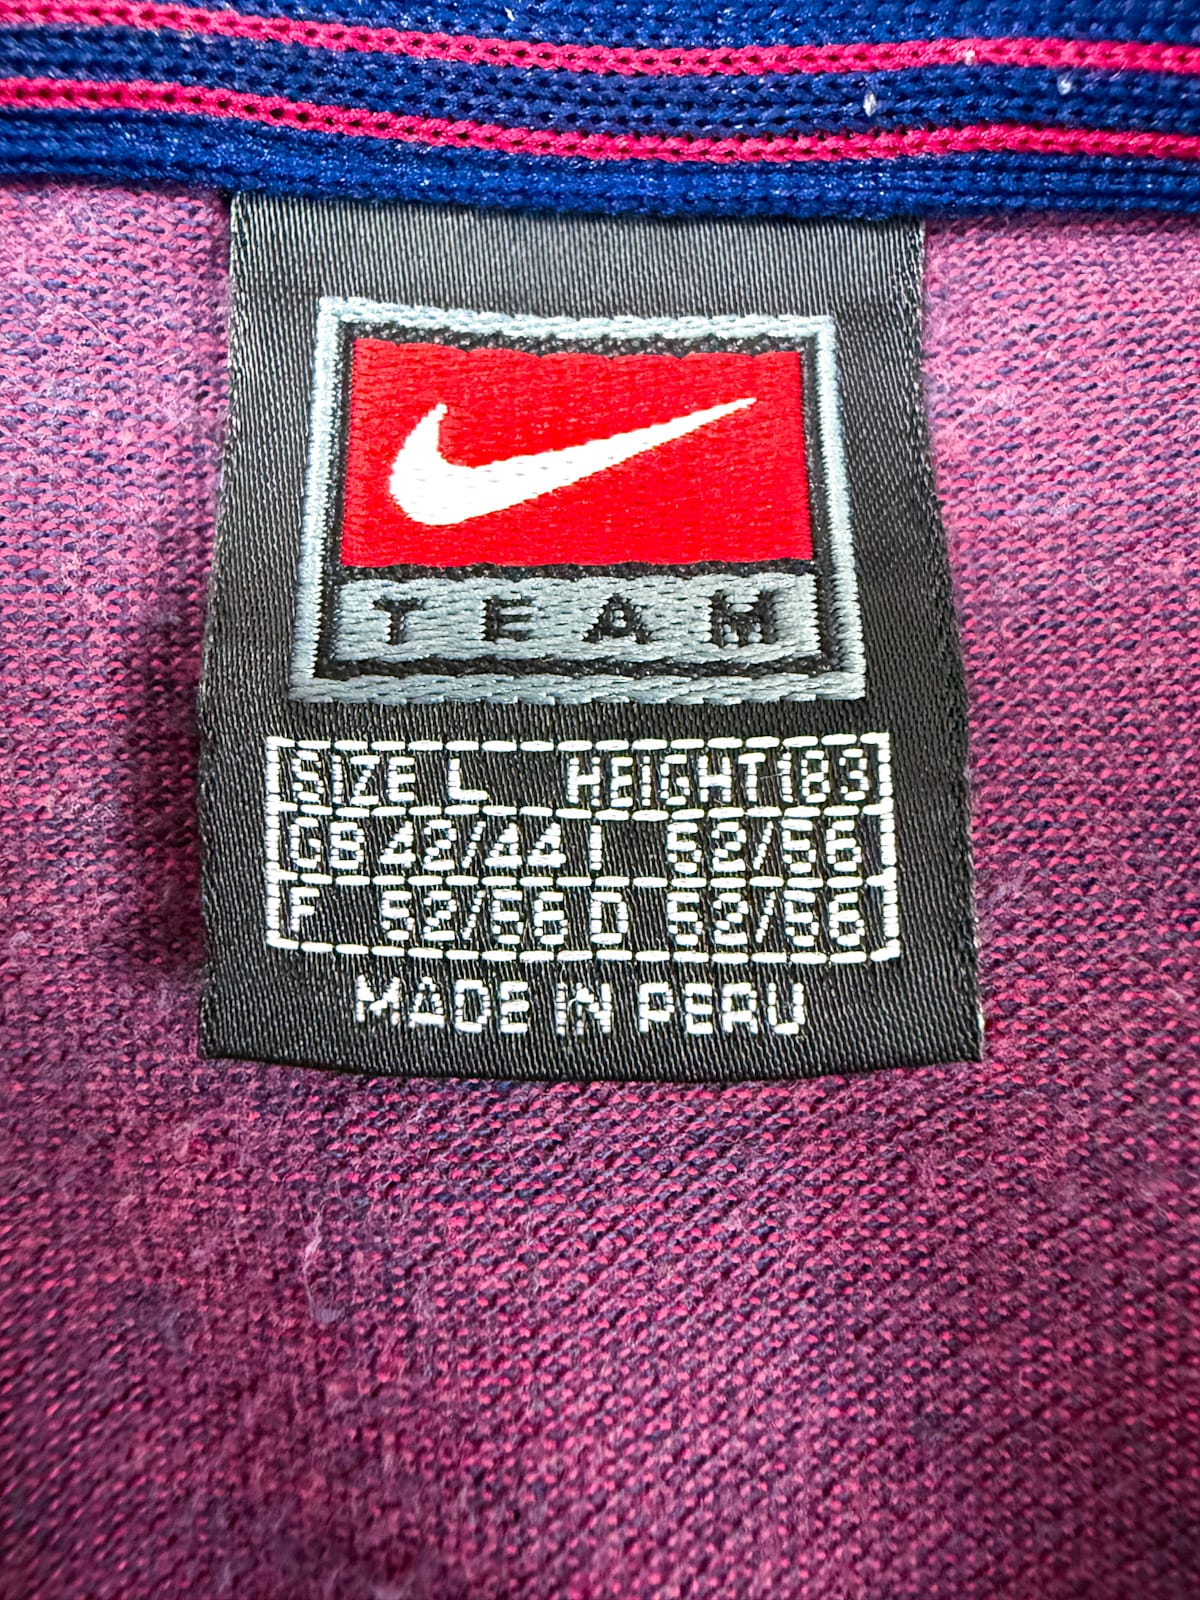 TEAM
SIZE L HEIGHT 183
GB 42/44 I 52/56
F 52/56 D 52/56
MADE IN PERU